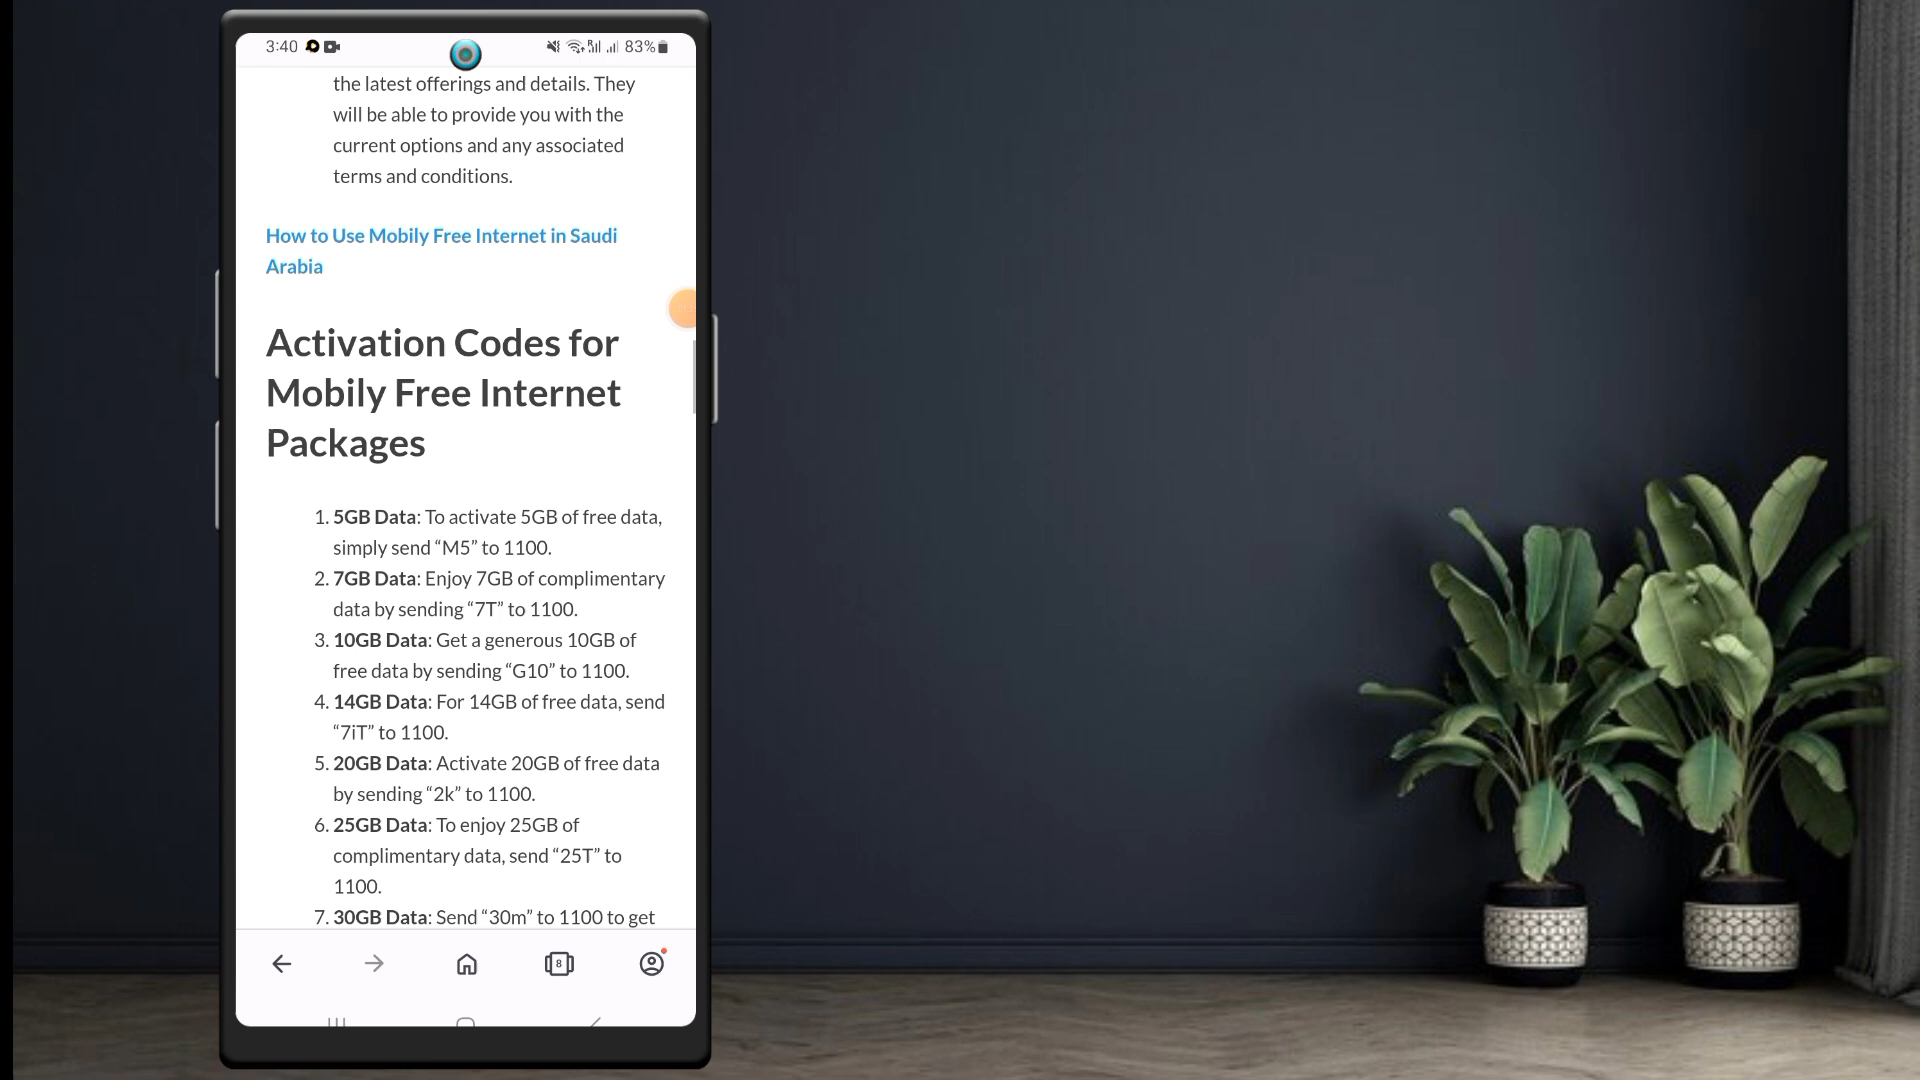 3:40 83%
the latest offerings and details. They
will be able to provide you with the
current options and any associated
terms and conditions.
How to Use Mobily Free Internet in Saudi
Arabia
Activation Codes for
Mobily Free Internet
Packages
1. 5GB Data: To activate 5GB of free data,
simply send “M5” to 1100.
2. 7GB Data: Enjoy 7GB of complimentary
data by sending “7T” to 1100.
3. 10GB Data: Get a generous 10GB of
free data by sending “G10” to 1100.
4. 14GB Data: For 14GB of free data, send
“7iT” to 1100.
5. 20GB Data: Activate 20GB of free data
by sending “2k” to 1100.
6. 25GB Data: To enjoy 25GB of
complimentary data, send “25T” to
1100.
7. 30GB Data: Send “30m” to 1100 to get
8